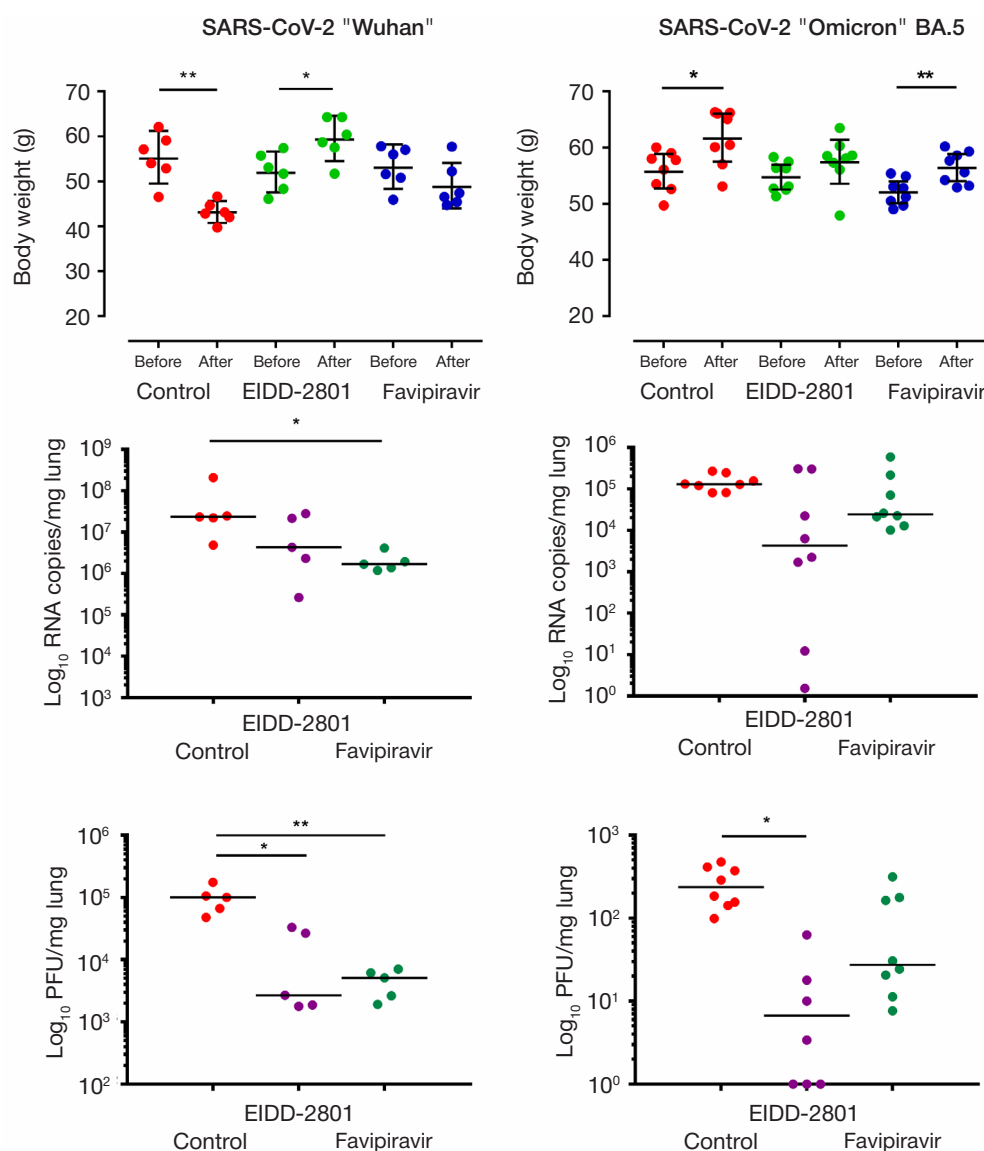 SARS-CoV-2 "Wuhan"
**
*
Body weight (g)
70
60
50
40
30
20
Before After Before After Before After
Control EIDD-2801 Favipiravir
SARS-CoV-2 "Omicron" BA.5
*
**
Body weight (g)
70
60
50
40
30
20
Before After Before After Before After
Control EIDD-2801 Favipiravir
*
Log₁₀ RNA copies/mg lung
10⁹
10⁸
10⁷
10⁶
10⁵
10⁴
10³
EIDD-2801
Control Favipiravir
Log₁₀ RNA copies/mg lung
10⁶
10⁵
10⁴
10³
10²
10¹
10⁰
EIDD-2801
Control Favipiravir
**
*
Log₁₀ PFU/mg lung
10⁶
10⁵
10⁴
10³
10²
EIDD-2801
Control Favipiravir
*
Log₁₀ PFU/mg lung
10³
10²
10¹
10⁰
EIDD-2801
Control Favipiravir